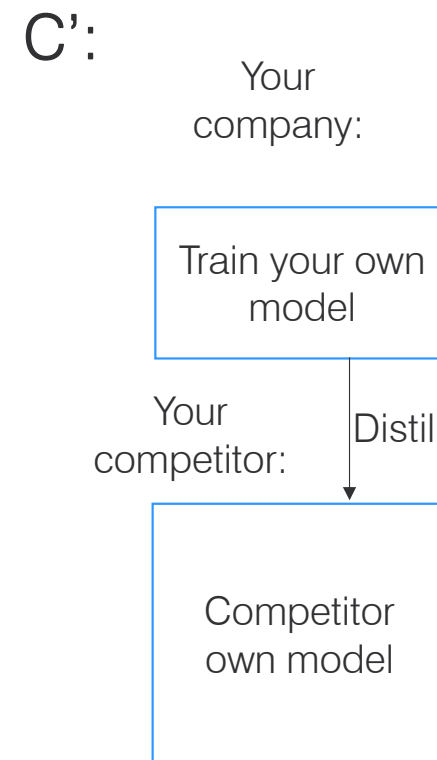 C’:
Your
company:
Train your own
model
Your
competitor:
Distil
Competitor
own model